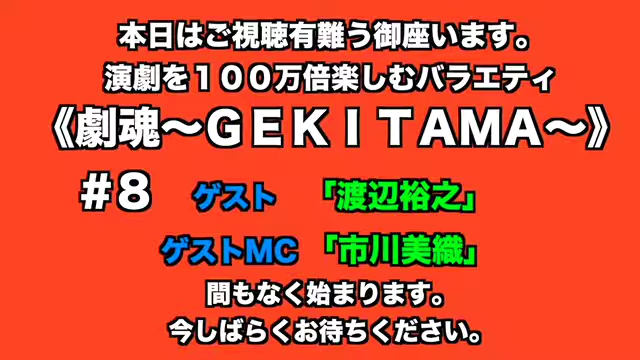 本日はご視聴有難う御座います。
演劇を１００万倍楽しむバラエティ
《劇魂～ＧＥＫＩＴＡＭＡ～》
＃８　ゲスト　「渡辺裕之」
ゲストMC　「市川美織」
間もなく始まります。
今しばらくお待ちください。